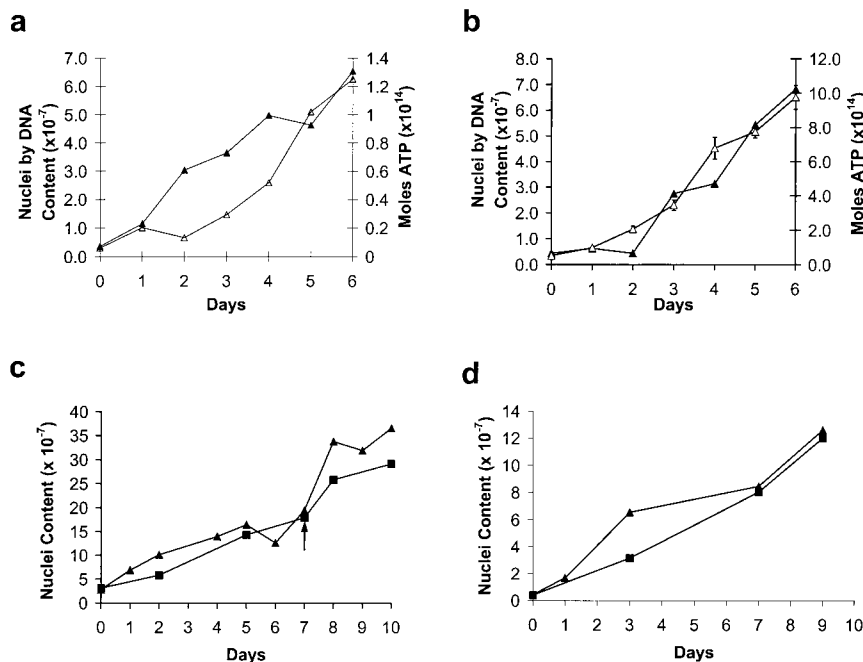 a
7.0
6.0
5.0
4.0
3.0
2.0
1.0
0.0
Nuclei by DNA
Content (x10⁻⁷)
1.4
1.2
1
0.8
0.6
0.4
0.2
0
Moles ATP (x10¹⁴)
0 1 2 3 4 5 6
Days
b
8.0
7.0
6.0
5.0
4.0
3.0
2.0
1.0
0.0
Nuclei by DNA
Content (x10⁻⁷)
12.0
10.0
8.0
6.0
4.0
2.0
0.0
Moles ATP (x10¹⁴)
0 1 2 3 4 5 6
Days
c
40
35
30
25
20
15
10
5
0
Nuclei Content (x 10⁻⁷)
0 1 2 3 4 5 6 7 8 9 10
Days
d
14
12
10
8
6
4
2
0
Nuclei Content (x 10⁻⁷)
0 1 2 3 4 5 6 7 8 9 10
Days